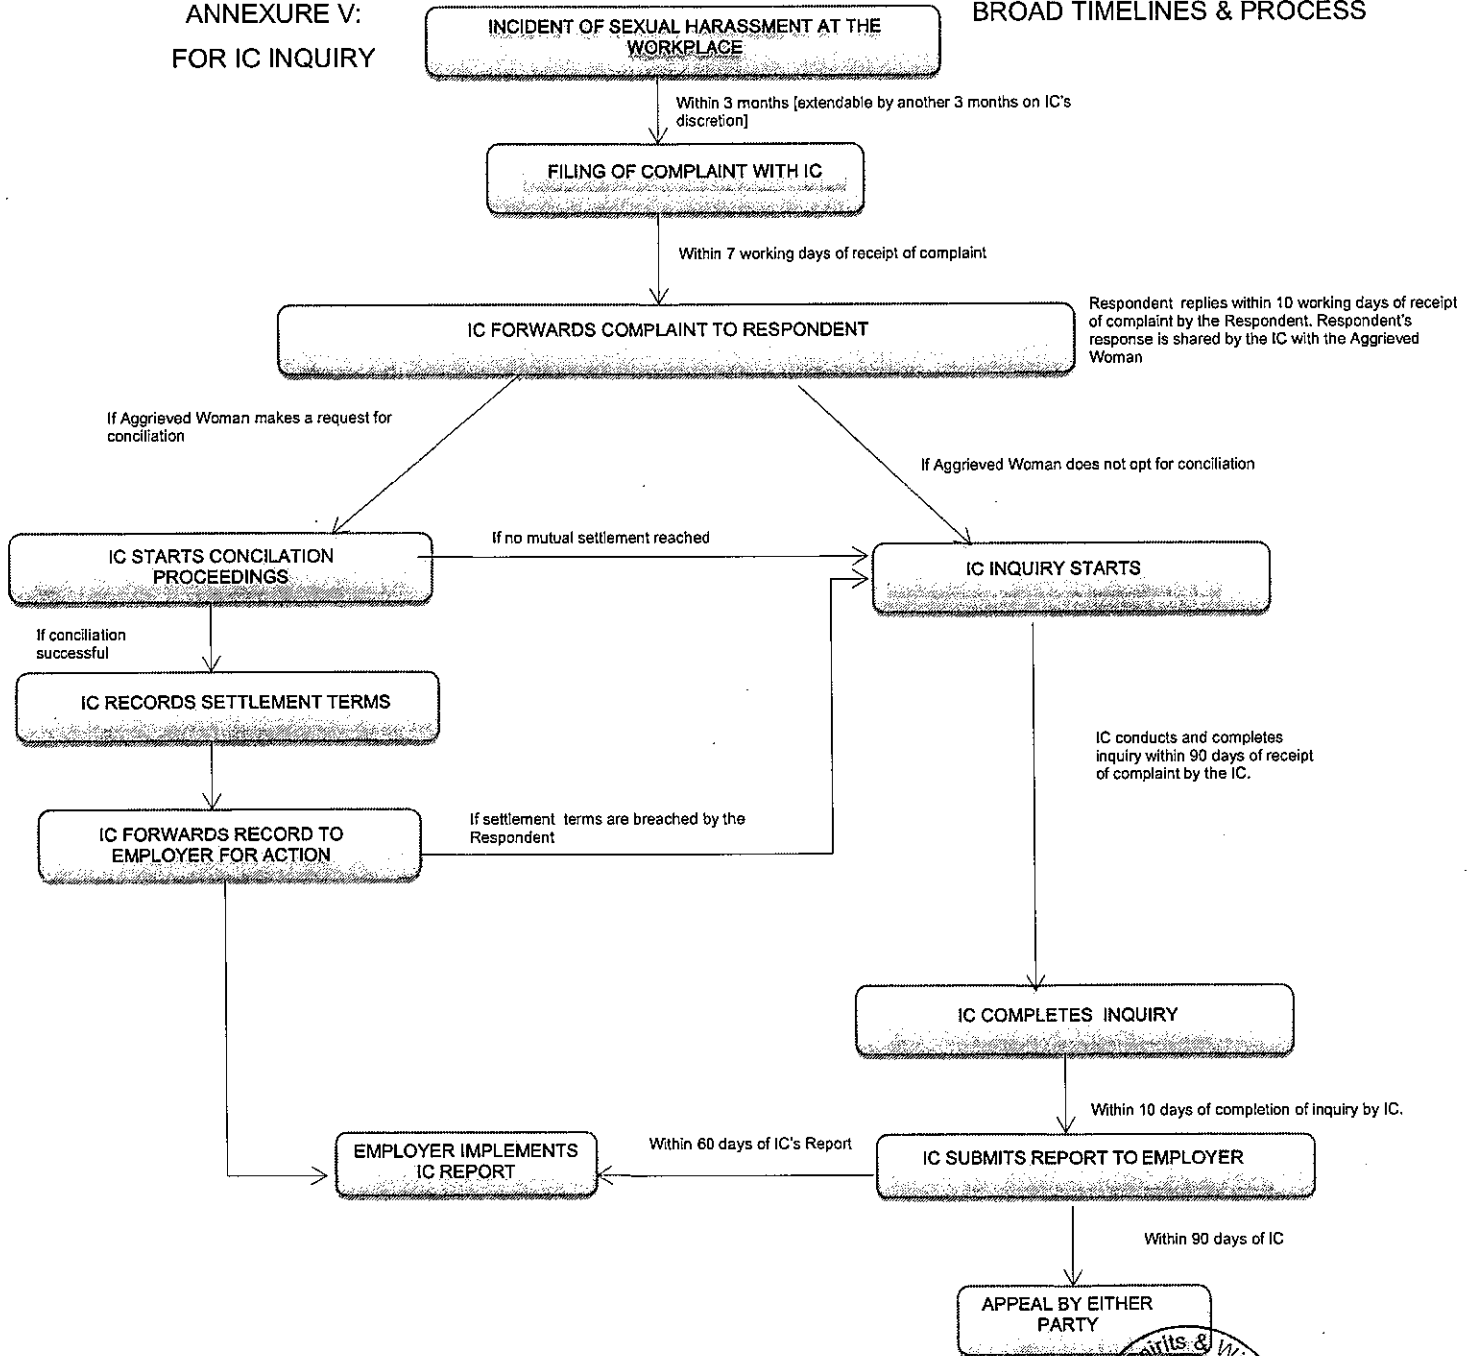 ANNEXURE V:
FOR IC INQUIRY
BROAD TIMELINES & PROCESS
INCIDENT OF SEXUAL HARASSMENT AT THE
WORKPLACE
Within 3 months [extendable by another 3 months on IC's
discretion]
FILING OF COMPLAINT WITH IC
Within 7 working days of receipt of complaint
IC FORWARDS COMPLAINT TO RESPONDENT
Respondent replies within 10 working days of receipt
of complaint by the Respondent. Respondent's
response is shared by the IC with the Aggrieved
Woman
If Aggrieved Woman makes a request for
conciliation
If Aggrieved Woman does not opt for conciliation
IC STARTS CONCILATION
PROCEEDINGS
If no mutual settlement reached
IC INQUIRY STARTS
If conciliation
successful
IC RECORDS SETTLEMENT TERMS
IC conducts and completes
inquiry within 90 days of receipt
of complaint by the IC.
IC FORWARDS RECORD TO
EMPLOYER FOR ACTION
If settlement terms are breached by the
Respondent
IC COMPLETES INQUIRY
Within 10 days of completion of inquiry by IC.
EMPLOYER IMPLEMENTS
IC REPORT
Within 60 days of IC's Report
IC SUBMITS REPORT TO EMPLOYER
Within 90 days of IC
APPEAL BY EITHER
PARTY